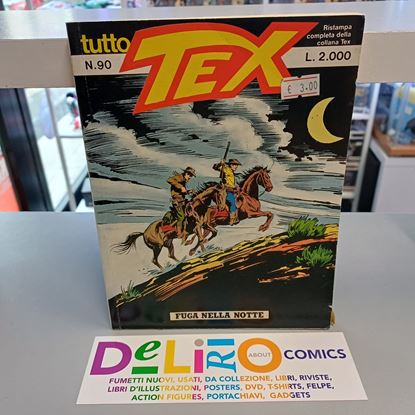 tutto TEX
Ristampa
completa della
collana Tex
N.90
L. 2.000
€ 3.00
FUGA NELLA NOTTE
DeLiRiO ABOUT COMICS
FUMETTI NUOVI, USATI, DA COLLEZIONE, LIBRI, RIVISTE,
LIBRI D'ILLUSTRAZIONI, POSTERS, DVD, T-SHIRTS, FELPE,
ACTION FIGURES, PORTACHIAVI, GADGETS